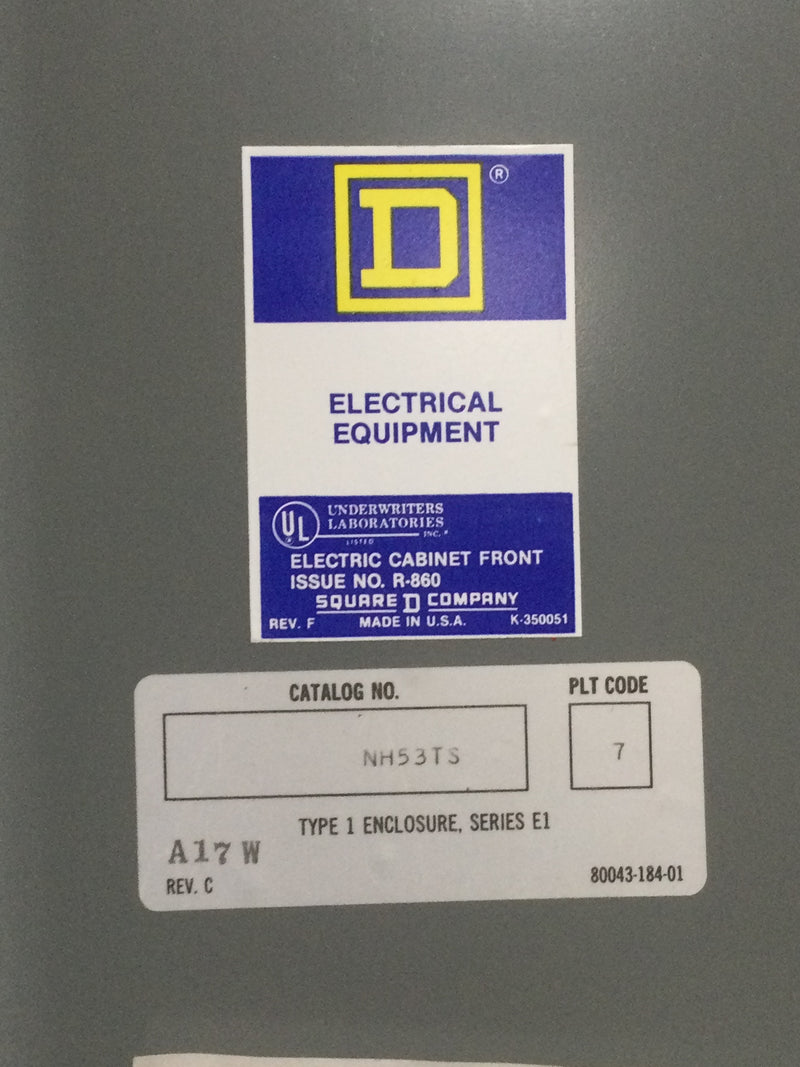 D ®
ELECTRICAL
EQUIPMENT
UL UNDERWRITERS
LABORATORIES
INC.®
LISTED
ELECTRIC CABINET FRONT
ISSUE NO. R-860
SQUARE D COMPANY
REV. F MADE IN U.S.A. K-350051
CATALOG NO. PLT CODE
NH53TS 7
TYPE 1 ENCLOSURE, SERIES E1
A17 W
REV. C 80043-184-01